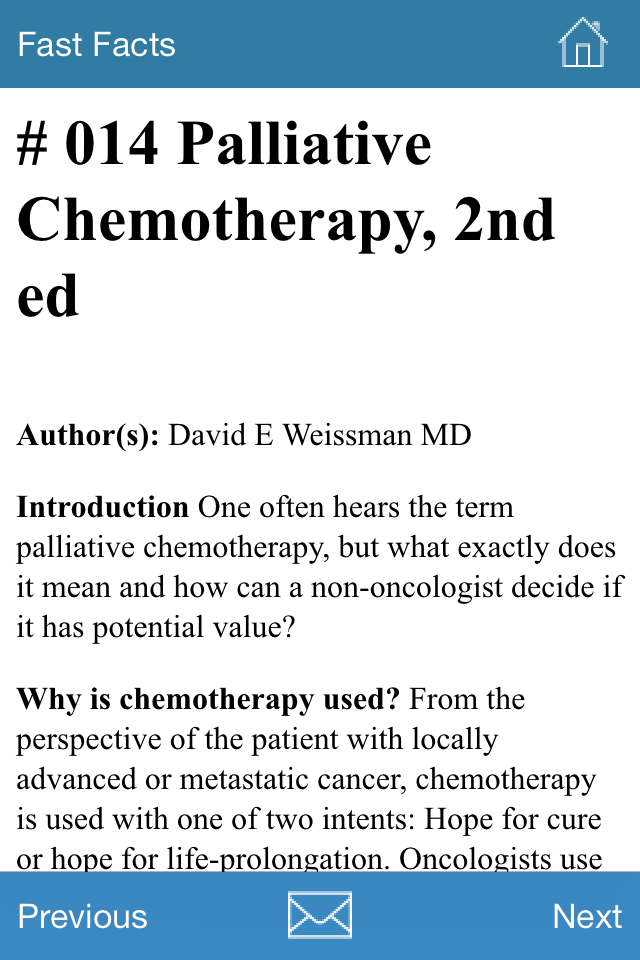 Fast Facts
# 014 Palliative
Chemotherapy, 2nd
ed
Author(s): David E Weissman MD
Introduction One often hears the term
palliative chemotherapy, but what exactly does
it mean and how can a non-oncologist decide if
it has potential value?
Why is chemotherapy used? From the
perspective of the patient with locally
advanced or metastatic cancer, chemotherapy
is used with one of two intents: Hope for cure
or hope for life-prolongation. Oncologists use
Previous
Next